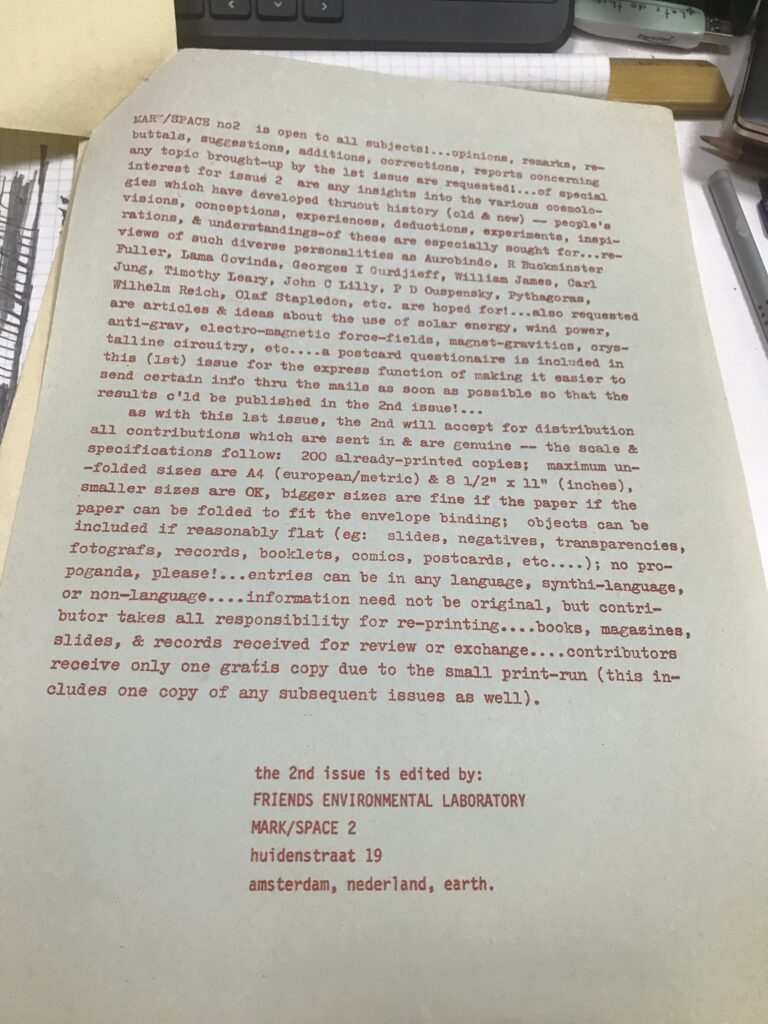 MARK/SPACE no2 is open to all subjects!...opinions, remarks, re-
buttals, suggestions, additions, corrections, reports concerning
any topic brought-up by the 1st issue are requested!...of special
interest for issue 2 are any insights into the various cosmolo-
gies which have developed thruout history (old & new) -- people's
visions, conceptions, experiences, deductions, experiments, inspi-
rations, & understandings-of these are especially sought for...re-
views of such diverse personalities as Aurobindo, R Buckminster
Fuller, Lama Govinda, Georges I Gurdjieff, William James, Carl
Jung, Timothy Leary, John C Lilly, P D Ouspensky, Pythagoras,
Wilhelm Reich, Olaf Stapledon, etc. are hoped for!...also requested
are articles & ideas about the use of solar energy, wind power,
anti-grav, electro-magnetic force-fields, magnet-gravitics, crys-
talline circuitry, etc....a postcard questionaire is included in
this (1st) issue for the express function of making it easier to
send certain info thru the mails as soon as possible so that the
results c'ld be published in the 2nd issue!...
as with this 1st issue, the 2nd will accept for distribution
all contributions which are sent in & are genuine -- the scale &
specifications follow: 200 already-printed copies; maximum un-
-folded sizes are A4 (european/metric) & 8 1/2" x 11" (inches),
smaller sizes are OK, bigger sizes are fine if the paper if the
paper can be folded to fit the envelope binding; objects can be
included if reasonably flat (eg: slides, negatives, transparencies,
fotografs, records, booklets, comics, postcards, etc....); no pro-
poganda, please!...entries can be in any language, synthi-language,
or non-language....information need not be original, but contri-
butor takes all responsibility for re-printing....books, magazines,
slides, & records received for review or exchange....contributors
receive only one gratis copy due to the small print-run (this in-
cludes one copy of any subsequent issues as well).
the 2nd issue is edited by:
FRIENDS ENVIRONMENTAL LABORATORY
MARK/SPACE 2
huidenstraat 19
amsterdam, nederland, earth.